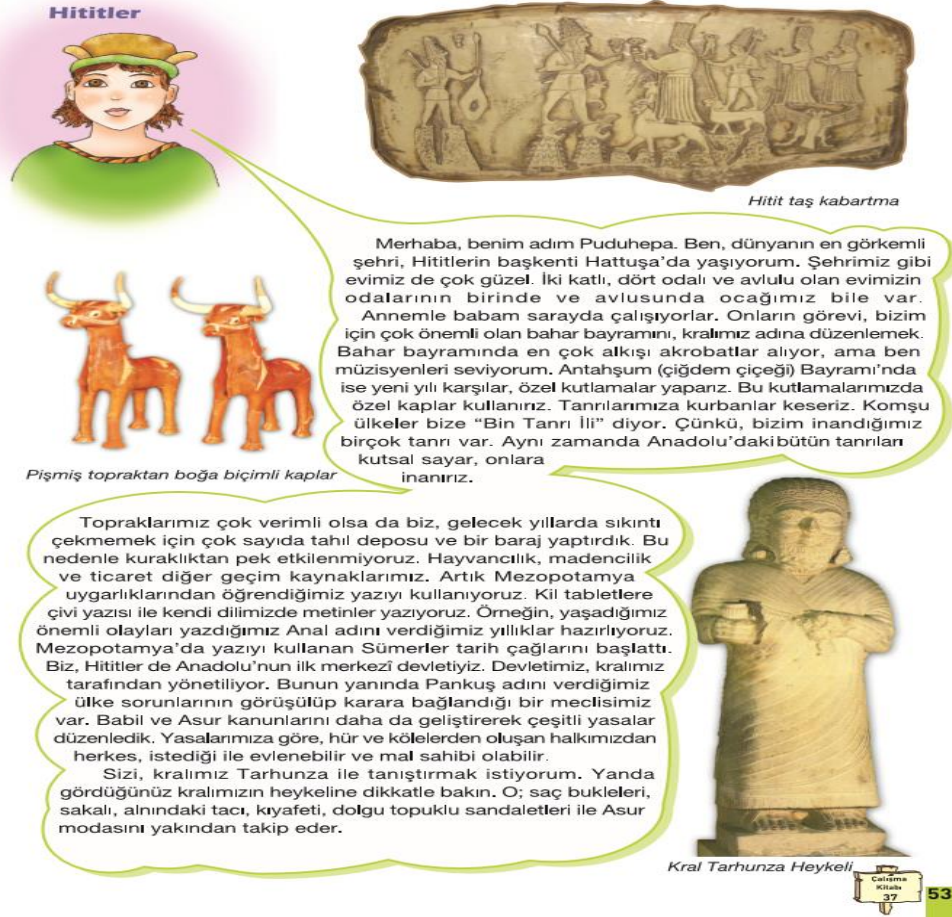 Hititler
Hitit taş kabartma
Merhaba, benim adım Puduhepa. Ben, dünyanın en görkemli
şehri, Hititlerin başkenti Hattuşa’da yaşıyorum. Şehrimiz gibi
evimiz de çok güzel. İki katlı, dört odalı ve avlulu olan evimizin
odalarının birinde ve avlusunda ocağımız bile var.
Annemle babam sarayda çalışıyorlar. Onların görevi, bizim
için çok önemli olan bahar bayramını, kralımız adına düzenlemek.
Bahar bayramında en çok alkışı akrobatlar alıyor, ama ben
müzisyenleri seviyorum. Antahşum (çiğdem çiçeği) Bayramı’nda
ise yeni yılı karşılar, özel kutlamalar yaparız. Bu kutlamalarımızda
özel kaplar kullanırız. Tanrılarımıza kurbanlar keseriz. Komşu
ülkeler bize “Bin Tanrı İli” diyor. Çünkü, bizim inandığımız
birçok tanrı var. Aynı zamanda Anadolu’dakibütün tanrıları
kutsal sayar, onlara
inanırız.
Pişmiş topraktan boğa biçimli kaplar
Topraklarımız çok verimli olsa da biz, gelecek yıllarda sıkıntı
çekmemek için çok sayıda tahıl deposu ve bir baraj yaptırdık. Bu
nedenle kuraklıktan pek etkilenmiyoruz. Hayvancılık, madencilik
ve ticaret diğer geçim kaynaklarımız. Artık Mezopotamya
uygarlıklarından öğrendiğimiz yazıyı kullanıyoruz. Kil tabletlere
çivi yazısı ile kendi dilimizde metinler yazıyoruz. Örneğin, yaşadığımız
önemli olayları yazdığımız Anal adını verdiğimiz yıllıklar hazırlıyoruz.
Mezopotamya’da yazıyı kullanan Sümerler tarih çağlarını başlattı.
Biz, Hititler de Anadolu’nun ilk merkezî devletiyiz. Devletimiz, kralımız
tarafından yönetiliyor. Bunun yanında Pankuş adını verdiğimiz
ülke sorunlarının görüşülüp karara bağlandığı bir meclisimiz
var. Babil ve Asur kanunlarını daha da geliştirerek çeşitli yasalar
düzenledik. Yasalarımıza göre, hür ve kölelerden oluşan halkımızdan
herkes, istediği ile evlenebilir ve mal sahibi olabilir.
Sizi, kralımız Tarhunza ile tanıştırmak istiyorum. Yanda
gördüğünüz kralımızın heykeline dikkatle bakın. O; saç bukleleri,
sakalı, alnındaki tacı, kıyafeti, dolgu topuklu sandaletleri ile Asur
modasını yakından takip eder.
Kral Tarhunza Heykeli
Çalışma
Kitabı
37
53